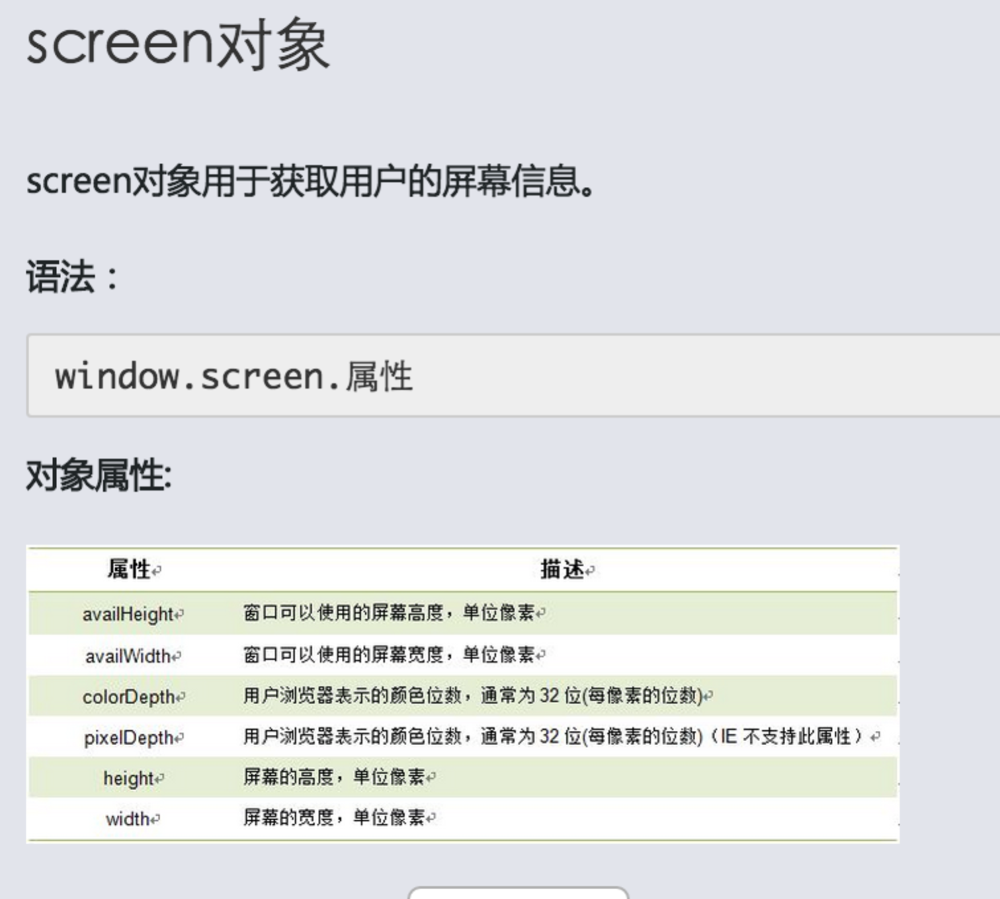 screen对象
screen对象用于获取用户的屏幕信息。
语法：
window.screen.属性
对象属性:
属性 描述
availHeight 窗口可以使用的屏幕高度，单位像素
availWidth 窗口可以使用的屏幕宽度，单位像素
colorDepth 用户浏览器表示的颜色位数，通常为 32 位(每像素的位数)
pixelDepth 用户浏览器表示的颜色位数，通常为 32 位(每像素的位数)（IE 不支持此属性）
height 屏幕的高度，单位像素
width 屏幕的宽度，单位像素